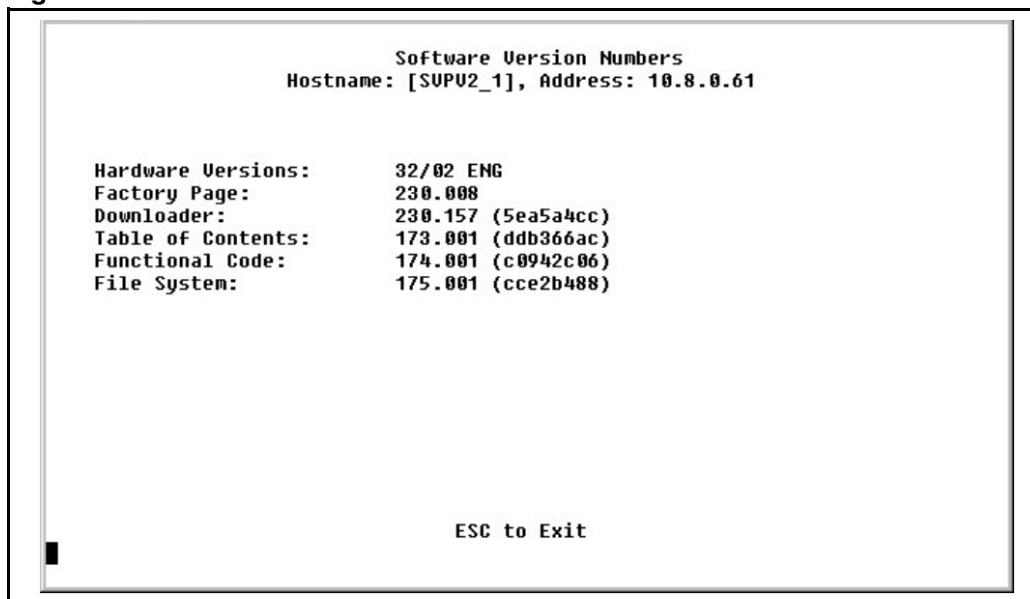 Software Version Numbers
Hostname: [SVPV2_1], Address: 10.8.0.61
Hardware Versions: 32/02 ENG
Factory Page: 230.008
Downloader: 230.157 (5ea5a4cc)
Table of Contents: 173.001 (ddb366ac)
Functional Code: 174.001 (c0942c06)
File System: 175.001 (cce2b488)
ESC to Exit